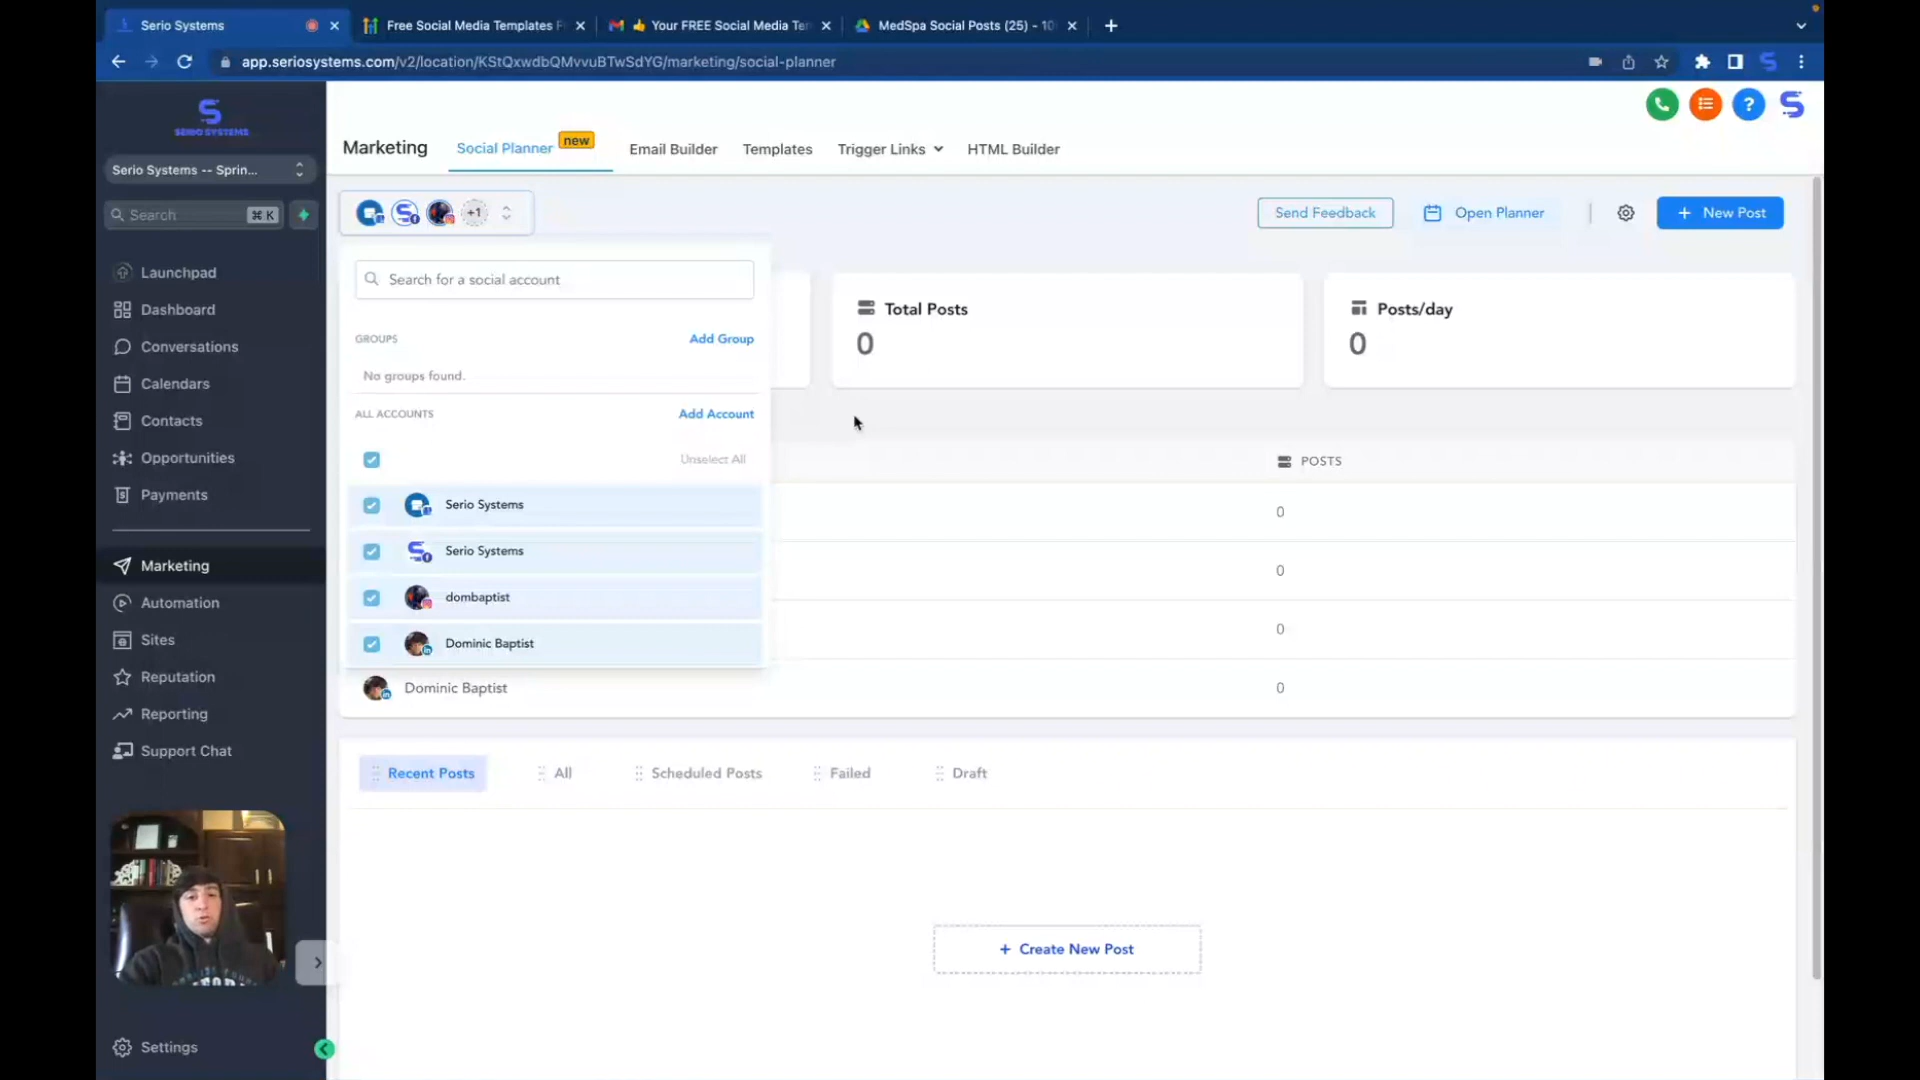 Serio Systems
Free Social Media Templates F
👍 Your FREE Social Media Te
MedSpa Social Posts (25) - 10
app.seriosystems.com/v2/location/KStQxwdbQMvvuBTwSdYG/marketing/social-planner
SERIO SYSTEMS
Serio Systems -- Sprin...
Search
⌘ K
Launchpad
Dashboard
Conversations
Calendars
Contacts
Opportunities
Payments
Marketing
Automation
Sites
Reputation
Reporting
Support Chat
Settings
Marketing
Social Planner
new
Email Builder
Templates
Trigger Links
HTML Builder
+1
Send Feedback
Open Planner
+ New Post
Search for a social account
GROUPS
Add Group
No groups found.
ALL ACCOUNTS
Add Account
Unselect All
Serio Systems
Serio Systems
dombaptist
Dominic Baptist
Total Posts
0
Posts/day
0
POSTS
0
0
0
Dominic Baptist
0
Recent Posts
All
Scheduled Posts
Failed
Draft
+ Create New Post